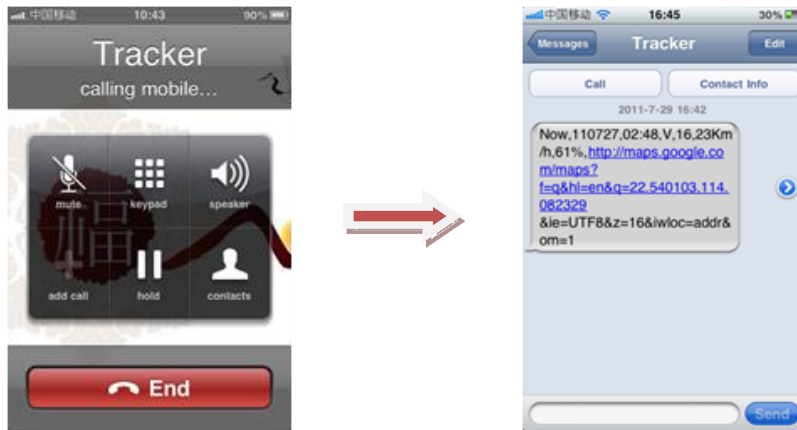 中国移动 10:43 90%
Tracker
calling mobile...
mute keypad speaker
福
add call hold contacts
End
中国移动 16:45 30%
Messages Tracker Edit
Call Contact Info
2011-7-29 16:42
Now,110727,02:48,V,16,23Km
/h,61%,http://maps.google.co
m/maps?
f=q&hl=en&q=22.540103,114.
082329
&ie=UTF8&z=16&iwloc=addr&
om=1
Send